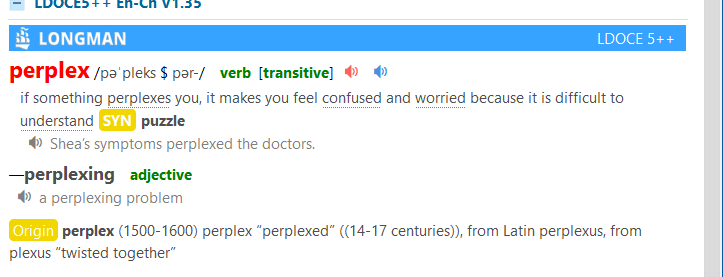 LDOCE5++ En-Ch V1.35
LONGMAN LDOCE 5++
perplex /pəˈpleks $ pər-/ verb [transitive]
if something perplexes you, it makes you feel confused and worried because it is difficult to
understand SYN puzzle
Shea's symptoms perplexed the doctors.
—perplexing adjective
a perplexing problem
Origin perplex (1500-1600) perplex “perplexed” ((14-17 centuries)), from Latin perplexus, from
plexus “twisted together”